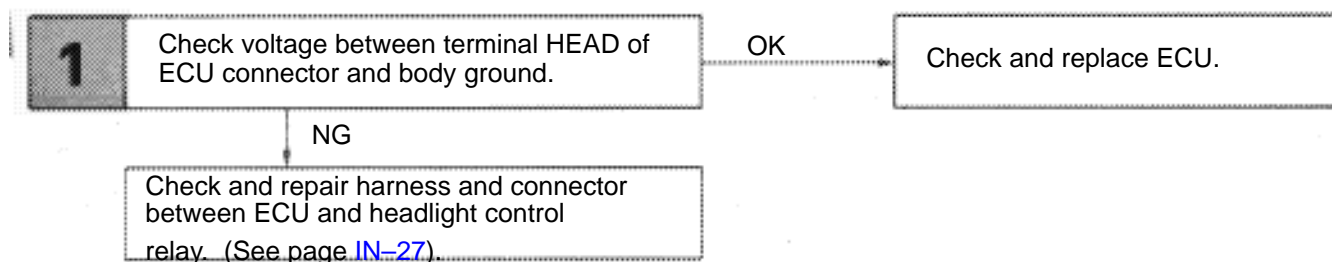 1
Check voltage between terminal HEAD of
ECU connector and body ground.
OK
Check and replace ECU.
NG
Check and repair harness and connector
between ECU and headlight control
relay. (See page IN–27).